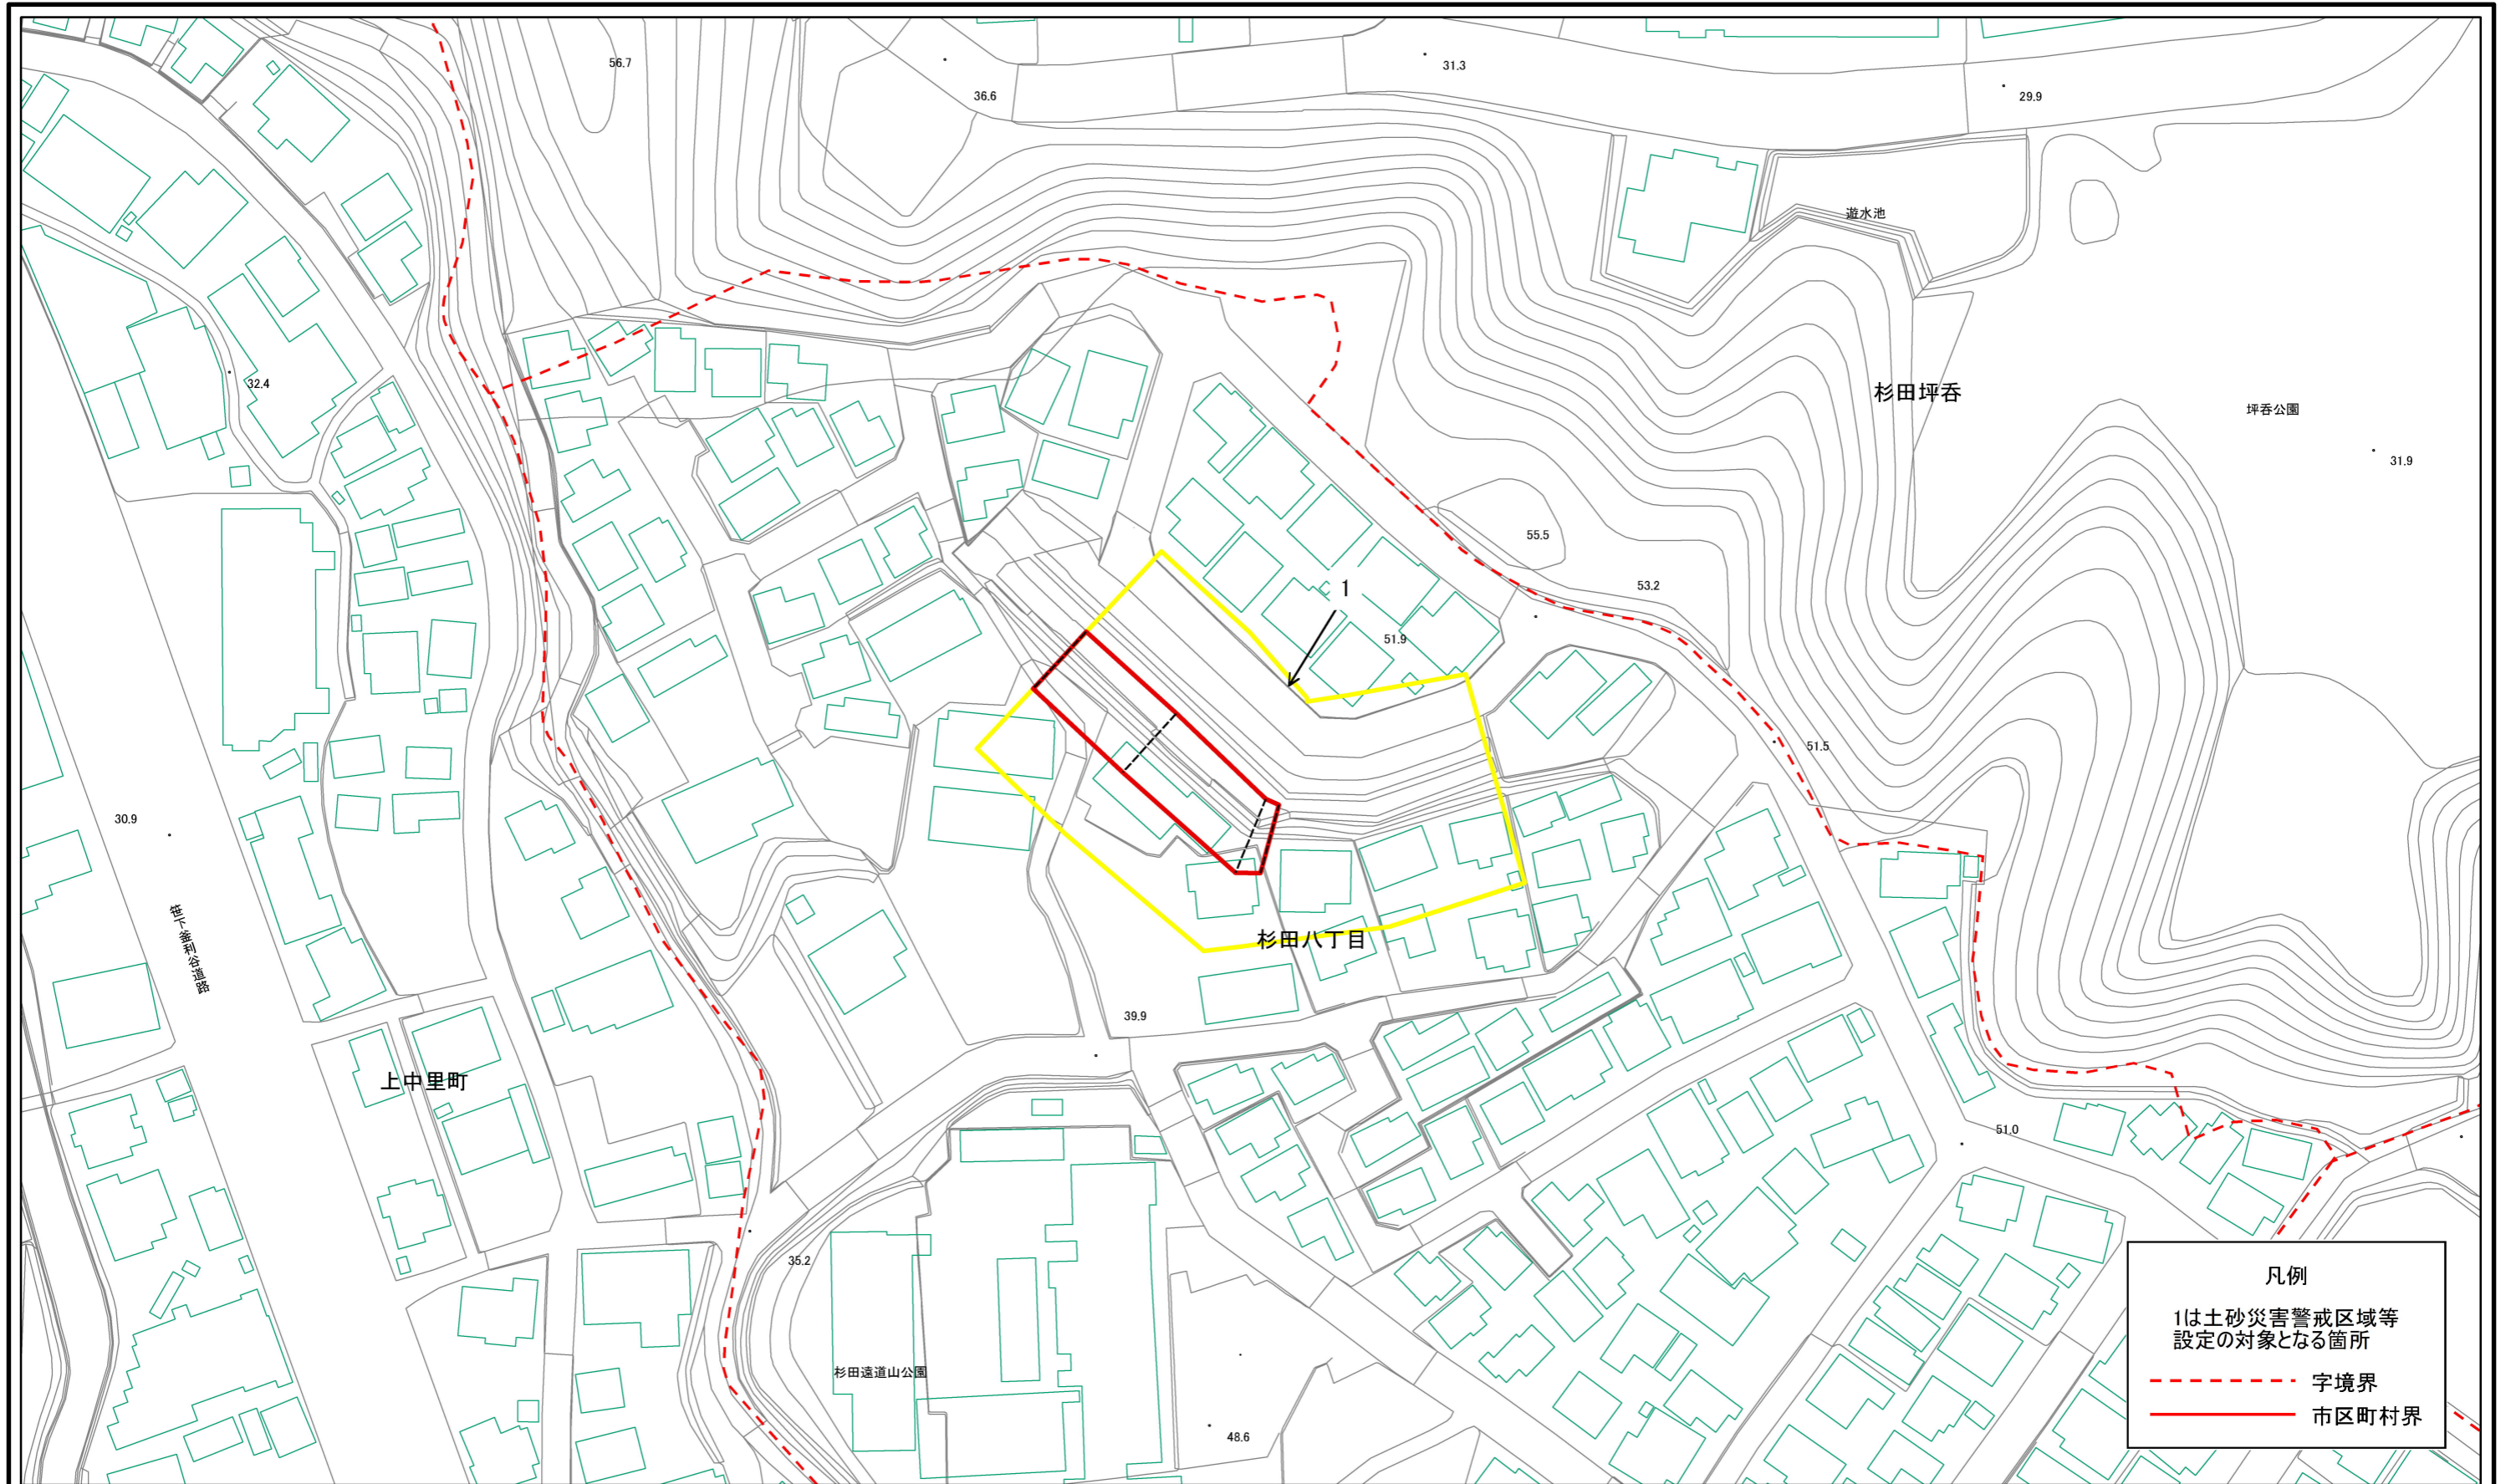 56.7
36.6
31.3
29.9
遊水池
32.4
杉田坪呑
坪呑公園
31.9
55.5
53.2
1
51.9
51.5
30.9
笹下釜利谷道路
杉田八丁目
39.9
上中里町
51.0
35.2
杉田遠道山公園
48.6
凡例
1は土砂災害警戒区域等
設定の対象となる箇所
字境界
市区町村界